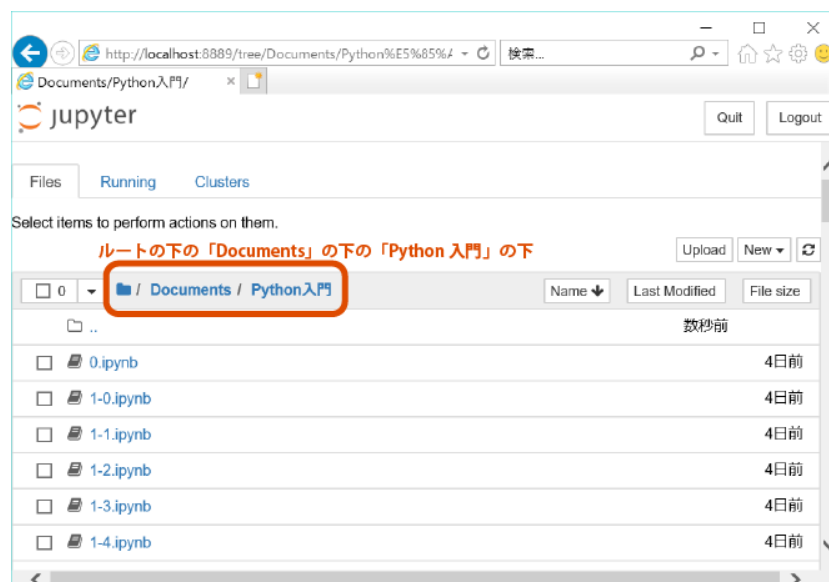 http://localhost:8889/tree/Documents/Python%E5%85%
検索...
Documents/Python入門/
jupyter
Quit Logout
Files Running Clusters
Select items to perform actions on them.
ルートの下の「Documents」の下の「Python 入門」の下
Upload New
0 / Documents / Python入門 Name Last Modified File size
.. 数秒前
0.ipynb 4日前
1-0.ipynb 4日前
1-1.ipynb 4日前
1-2.ipynb 4日前
1-3.ipynb 4日前
1-4.ipynb 4日前